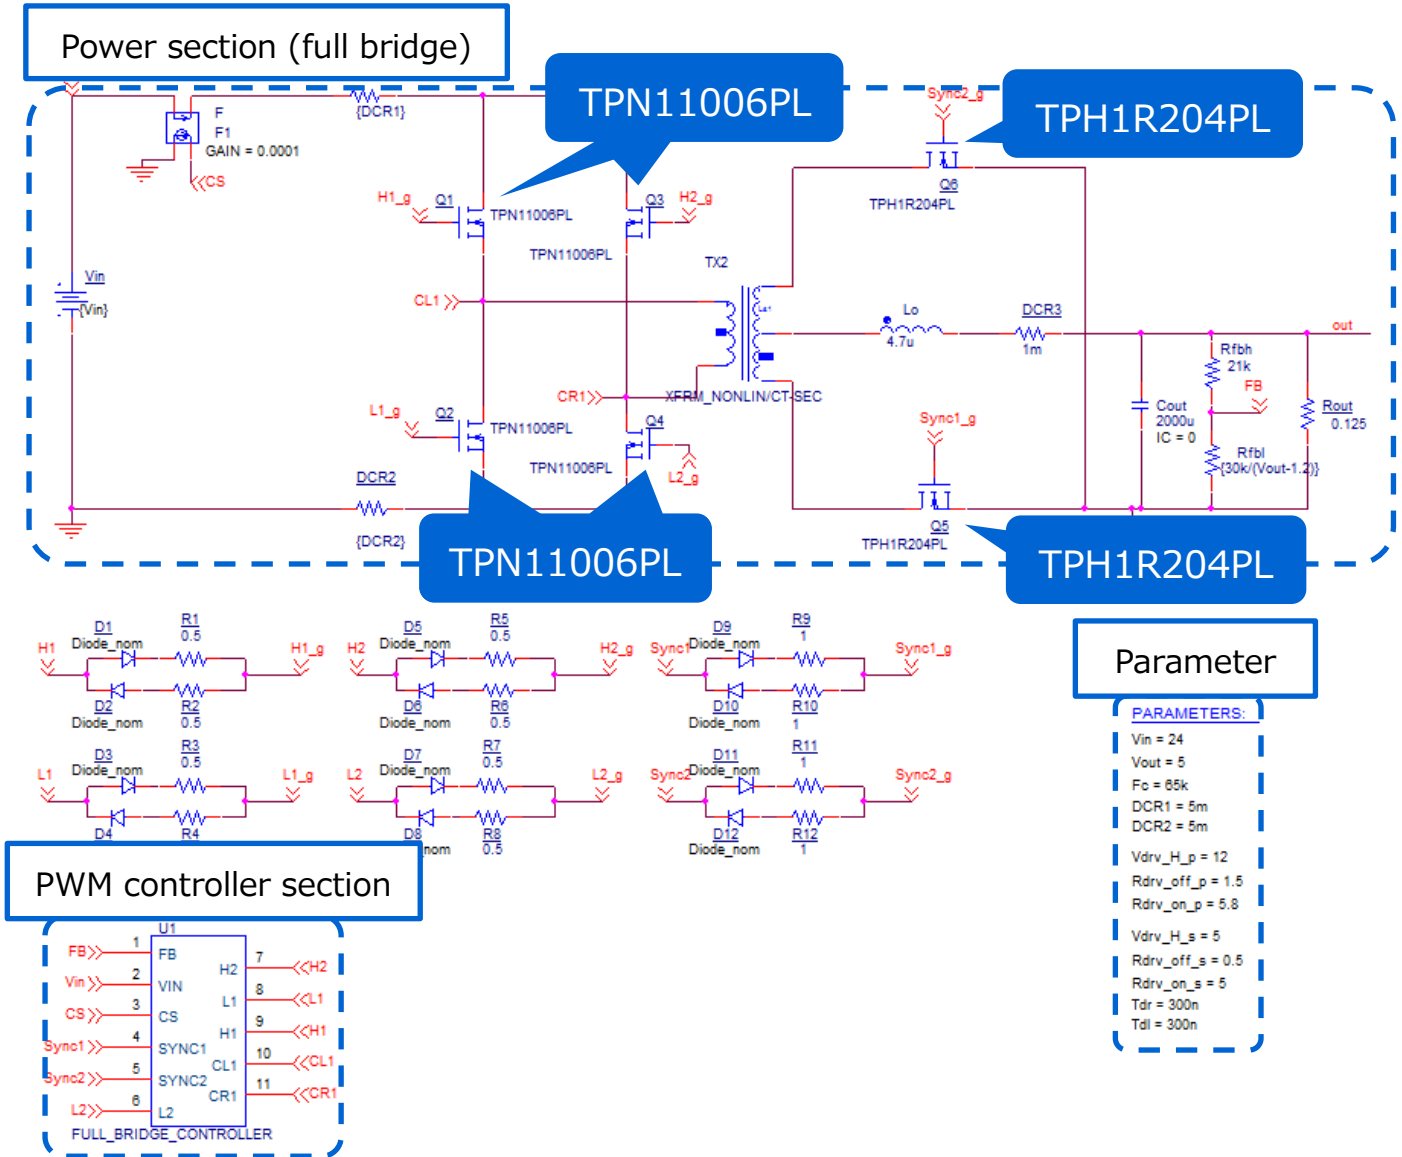 Power section (full bridge)
TPN11006PL
TPH1R204PL
{DCR1}
F
F1
GAIN = 0.0001
CS
Sync2_g
Q6
TPH1R204PL
H1_g
Q1
TPN11006PL
Q3
H2_g
TPN11006PL
TX2
Vin
{Vin}
CL1
Ls1
Lo
4.7u
DCR3
1m
out
Rfbh
21k
FB
CR1
XFRM_NONLIN/CT-SEC
Cout
2000u
IC = 0
Rout
0.125
L1_g
Q2
TPN11006PL
Q4
TPN11006PL
L2_g
Sync1_g
Rfbl
{30k/(Vout-1.2)}
DCR2
{DCR2}
Q5
TPH1R204PL
TPN11006PL
TPH1R204PL
H1
D1
Diode_nom
R1
0.5
H1_g
D2
Diode_nom
R2
0.5
H2
D5
Diode_nom
R5
0.5
H2_g
D6
Diode_nom
R6
0.5
Sync1
D9
Diode_nom
R9
1
Sync1_g
D10
Diode_nom
R10
1
L1
D3
Diode_nom
R3
0.5
L1_g
D4
R4
L2
D7
Diode_nom
R7
0.5
L2_g
D8
nom
R8
0.5
Sync2
D11
Diode_nom
R11
1
Sync2_g
D12
Diode_nom
R12
1
Parameter
PARAMETERS:
Vin = 24
Vout = 5
Fc = 65k
DCR1 = 5m
DCR2 = 5m
Vdrv_H_p = 12
Rdrv_off_p = 1.5
Rdrv_on_p = 5.8
Vdrv_H_s = 5
Rdrv_off_s = 0.5
Rdrv_on_s = 5
Tdr = 300n
Tdl = 300n
PWM controller section
U1
FB 1 FB
Vin 2 VIN
CS 3 CS
Sync1 4 SYNC1
Sync2 5 SYNC2
L2 6 L2
H2 7 H2
L1 8 L1
H1 9 H1
CL1 10 CL1
CR1 11 CR1
FULL_BRIDGE_CONTROLLER